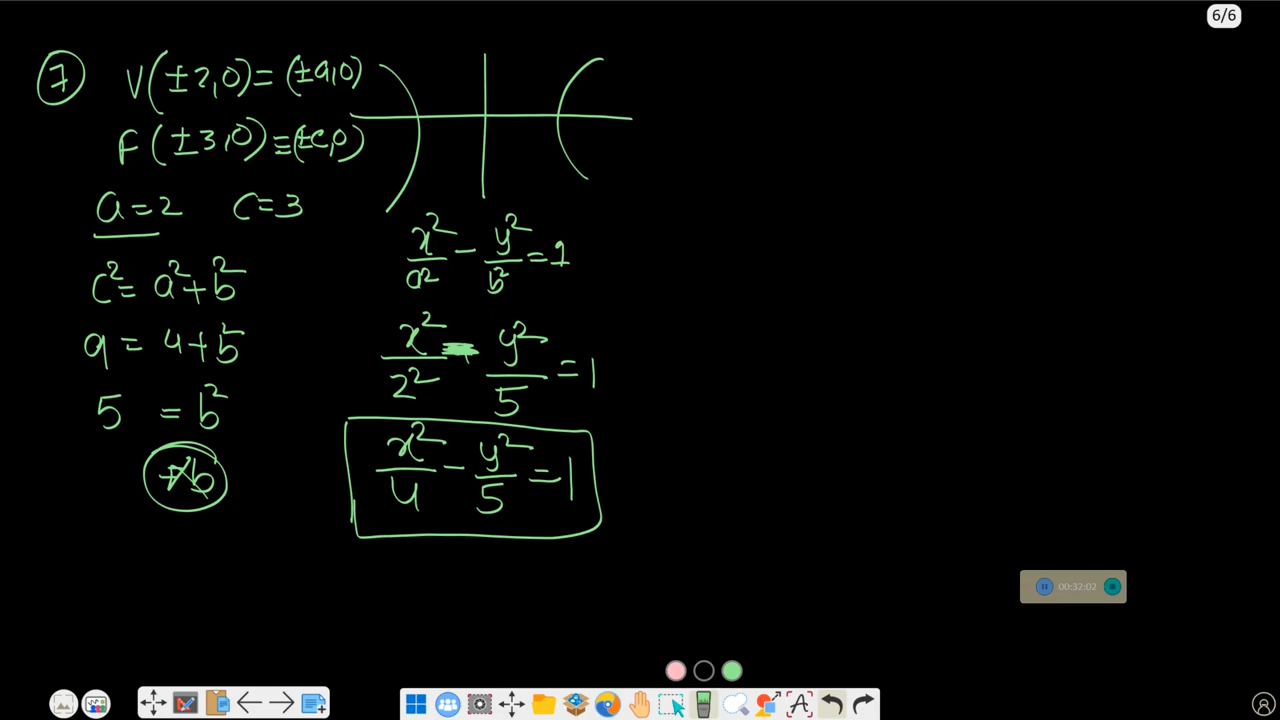 6/6
7 V(±2,0)=(±a,0)
F(±3,0)≡(±c,0)
a=2 c=3
c²=a²+b²
9=4+b²
5=b²
x²/a² - y²/b² = 1
x²/2² - y²/5 = 1
x²/4 - y²/5 = 1
00:32:02